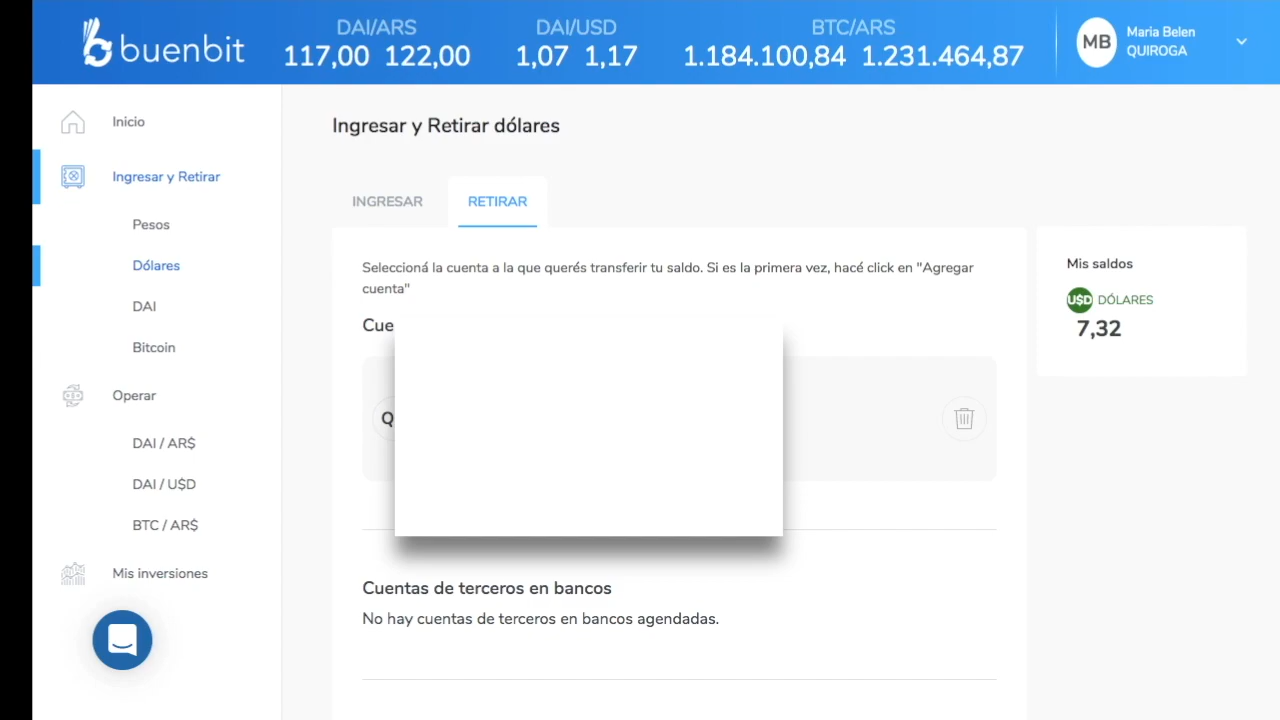 buenbit
DAI/ARS
117,00 122,00
DAI/USD
1,07 1,17
BTC/ARS
1.184.100,84 1.231.464,87
MB
Maria Belen
QUIROGA
Inicio
Ingresar y Retirar
Pesos
Dólares
DAI
Bitcoin
Operar
DAI / AR$
DAI / U$D
BTC / AR$
Mis inversiones
Ingresar y Retirar dólares
INGRESAR
RETIRAR
Seleccioná la cuenta a la que querés transferir tu saldo. Si es la primera vez, hacé click en "Agregar
cuenta"
Cue
Q
Cuentas de terceros en bancos
No hay cuentas de terceros en bancos agendadas.
Mis saldos
U$D DÓLARES
7,32